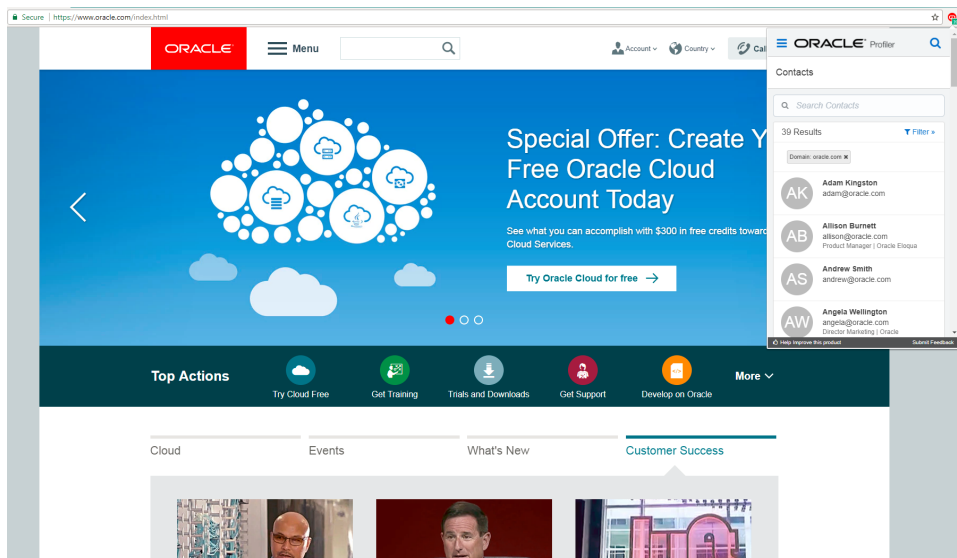 Secure | https://www.oracle.com/index.html
ORACLE
Menu
Account
Country
Call
Special Offer: Create Y
Free Oracle Cloud
Account Today
See what you can accomplish with $300 in free credits toward
Cloud Services.
Try Oracle Cloud for free
Top Actions
Try Cloud Free
Get Training
Trials and Downloads
Get Support
Develop on Oracle
More
Cloud
Events
What's New
Customer Success
ORACLE Profiler
Contacts
Search Contacts
39 Results
Filter »
Domain: oracle.com ✖
AK
Adam Kingston
adam@oracle.com
AB
Allison Burnett
allison@oracle.com
Product Manager | Oracle Eloqua
AS
Andrew Smith
andrew@oracle.com
AW
Angela Wellington
angela@oracle.com
Director Marketing | Oracle
Help Improve this product
Submit Feedback